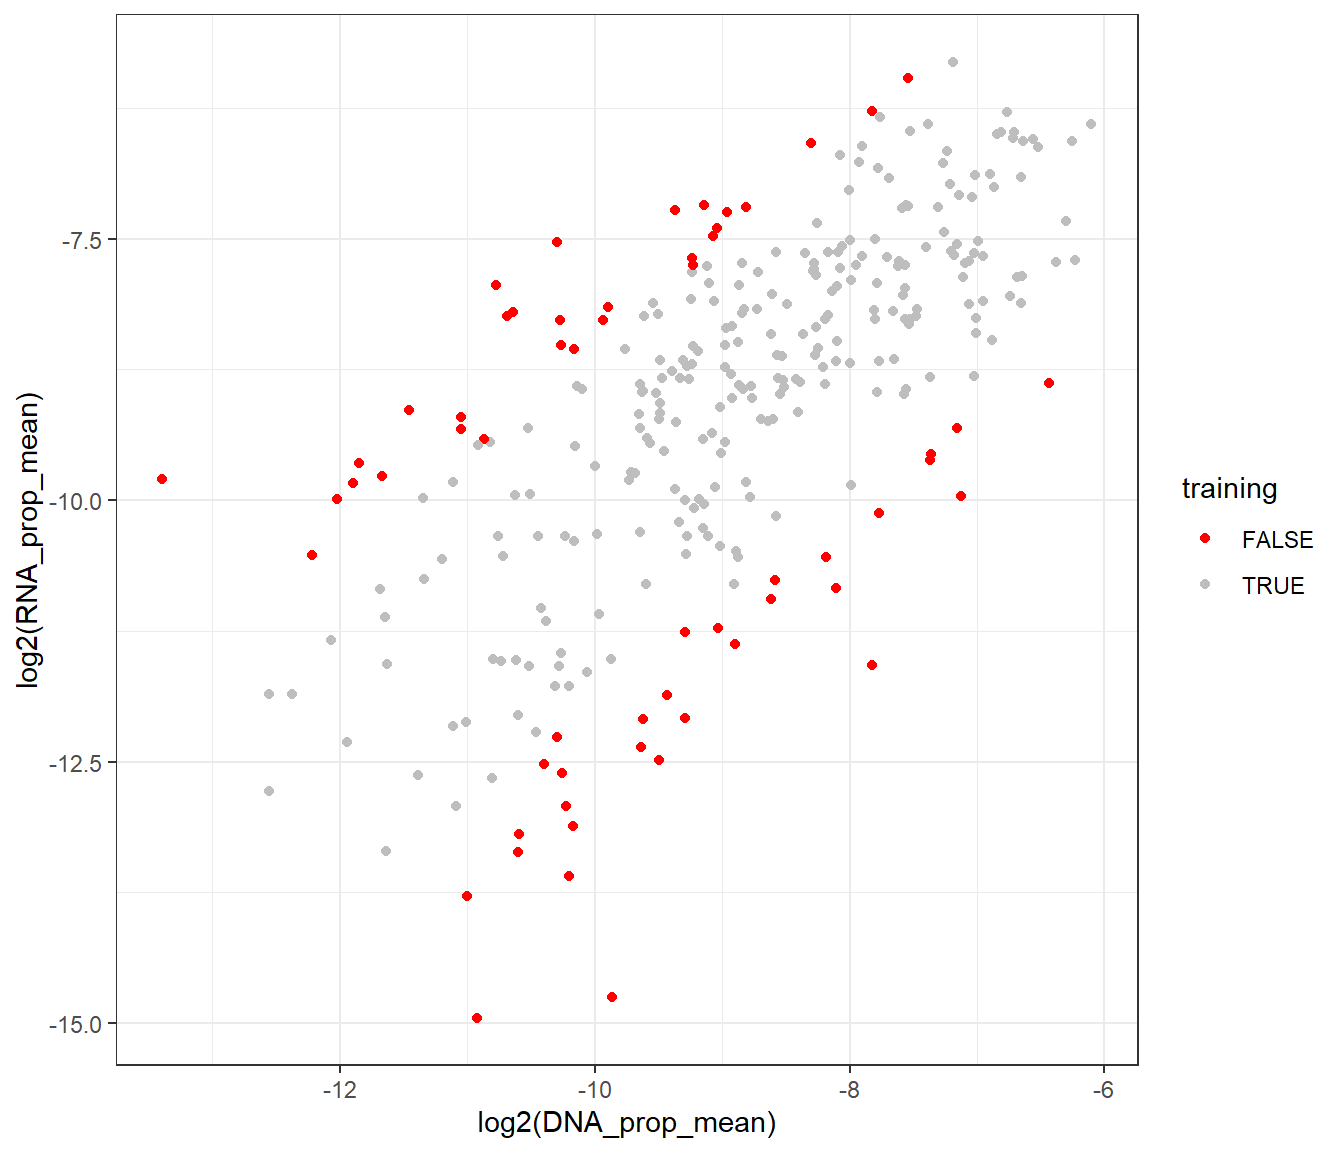 -7.5
-10.0
-12.5
-15.0
log2(RNA_prop_mean)
-12
-10
-8
-6
log2(DNA_prop_mean)
training
FALSE
TRUE